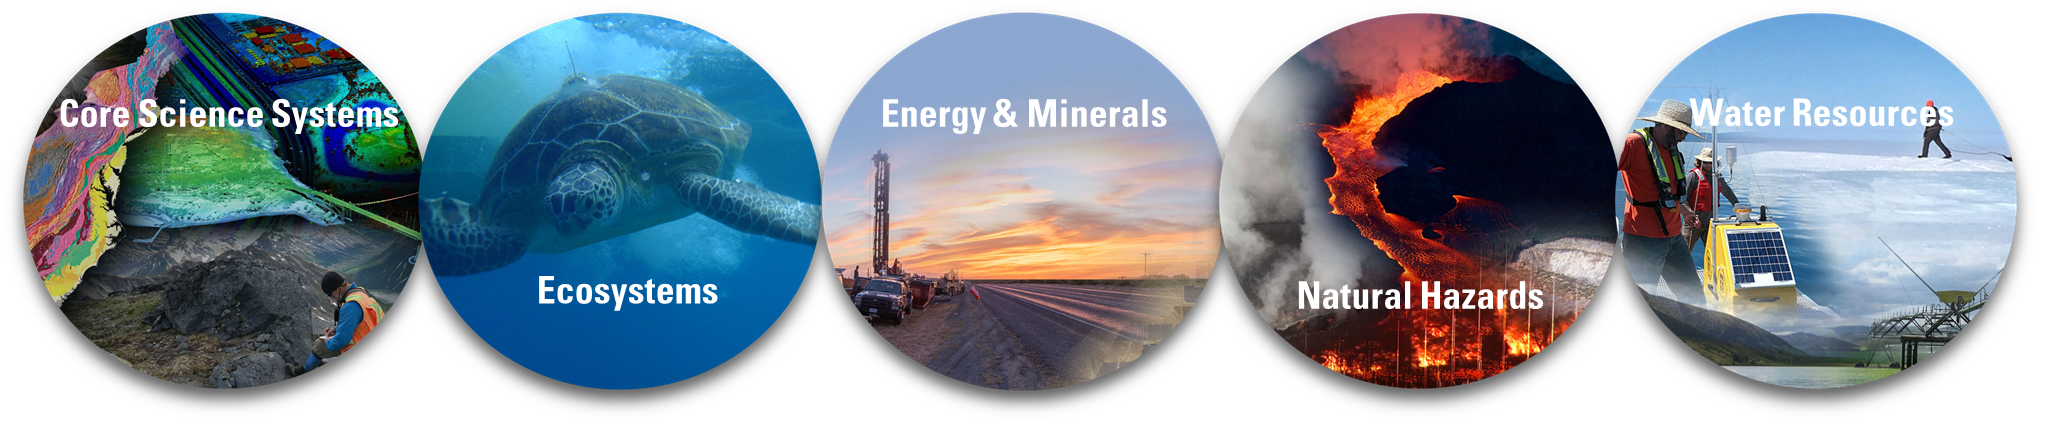 Core Science Systems
Ecosystems
Energy & Minerals
Natural Hazards
Water Resources